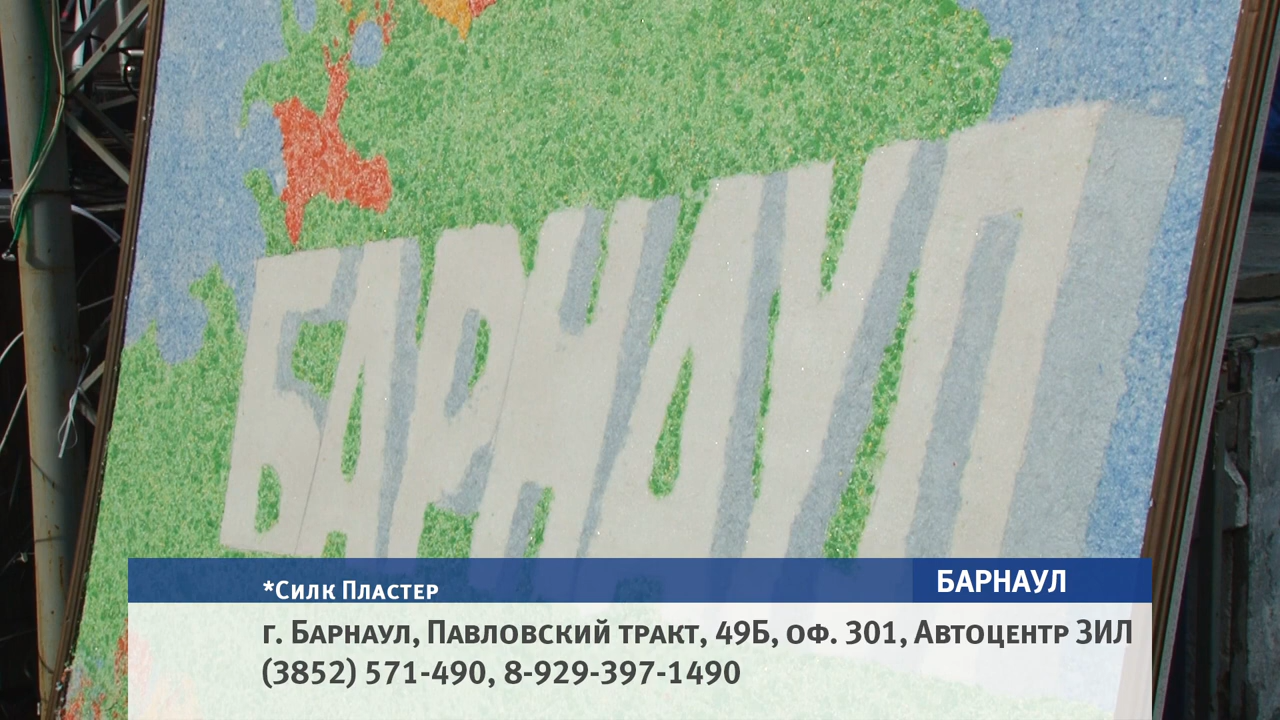 БАРНАУЛ
*Силк Пластер
БАРНАУЛ
г. Барнаул, Павловский тракт, 49Б, оф. 301, Автоцентр ЗИЛ
(3852) 571-490, 8-929-397-1490